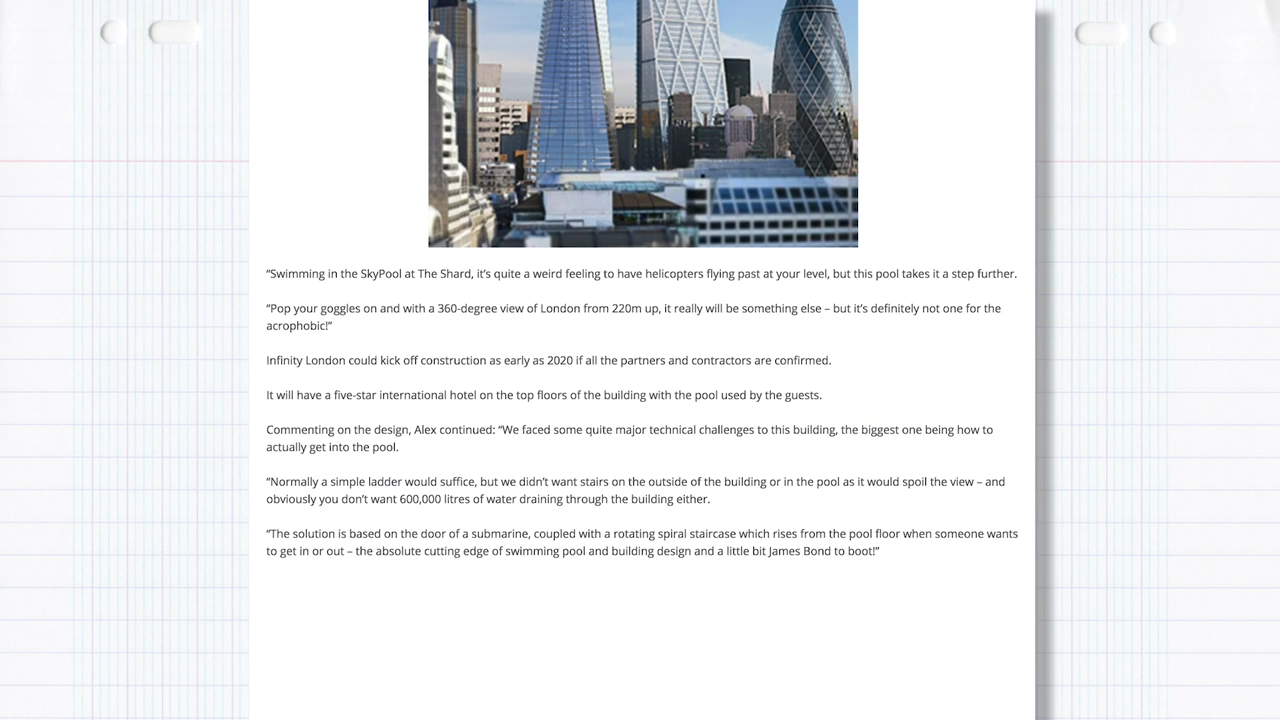 “Swimming in the SkyPool at The Shard, it’s quite a weird feeling to have helicopters flying past at your level, but this pool takes it a step further.
“Pop your goggles on and with a 360-degree view of London from 220m up, it really will be something else – but it’s definitely not one for the
acrophobic!”
Infinity London could kick off construction as early as 2020 if all the partners and contractors are confirmed.
It will have a five-star international hotel on the top floors of the building with the pool used by the guests.
Commenting on the design, Alex continued: “We faced some quite major technical challenges to this building, the biggest one being how to
actually get into the pool.
“Normally a simple ladder would suffice, but we didn’t want stairs on the outside of the building or in the pool as it would spoil the view – and
obviously you don’t want 600,000 litres of water draining through the building either.
“The solution is based on the door of a submarine, coupled with a rotating spiral staircase which rises from the pool floor when someone wants
to get in or out – the absolute cutting edge of swimming pool and building design and a little bit James Bond to boot!”